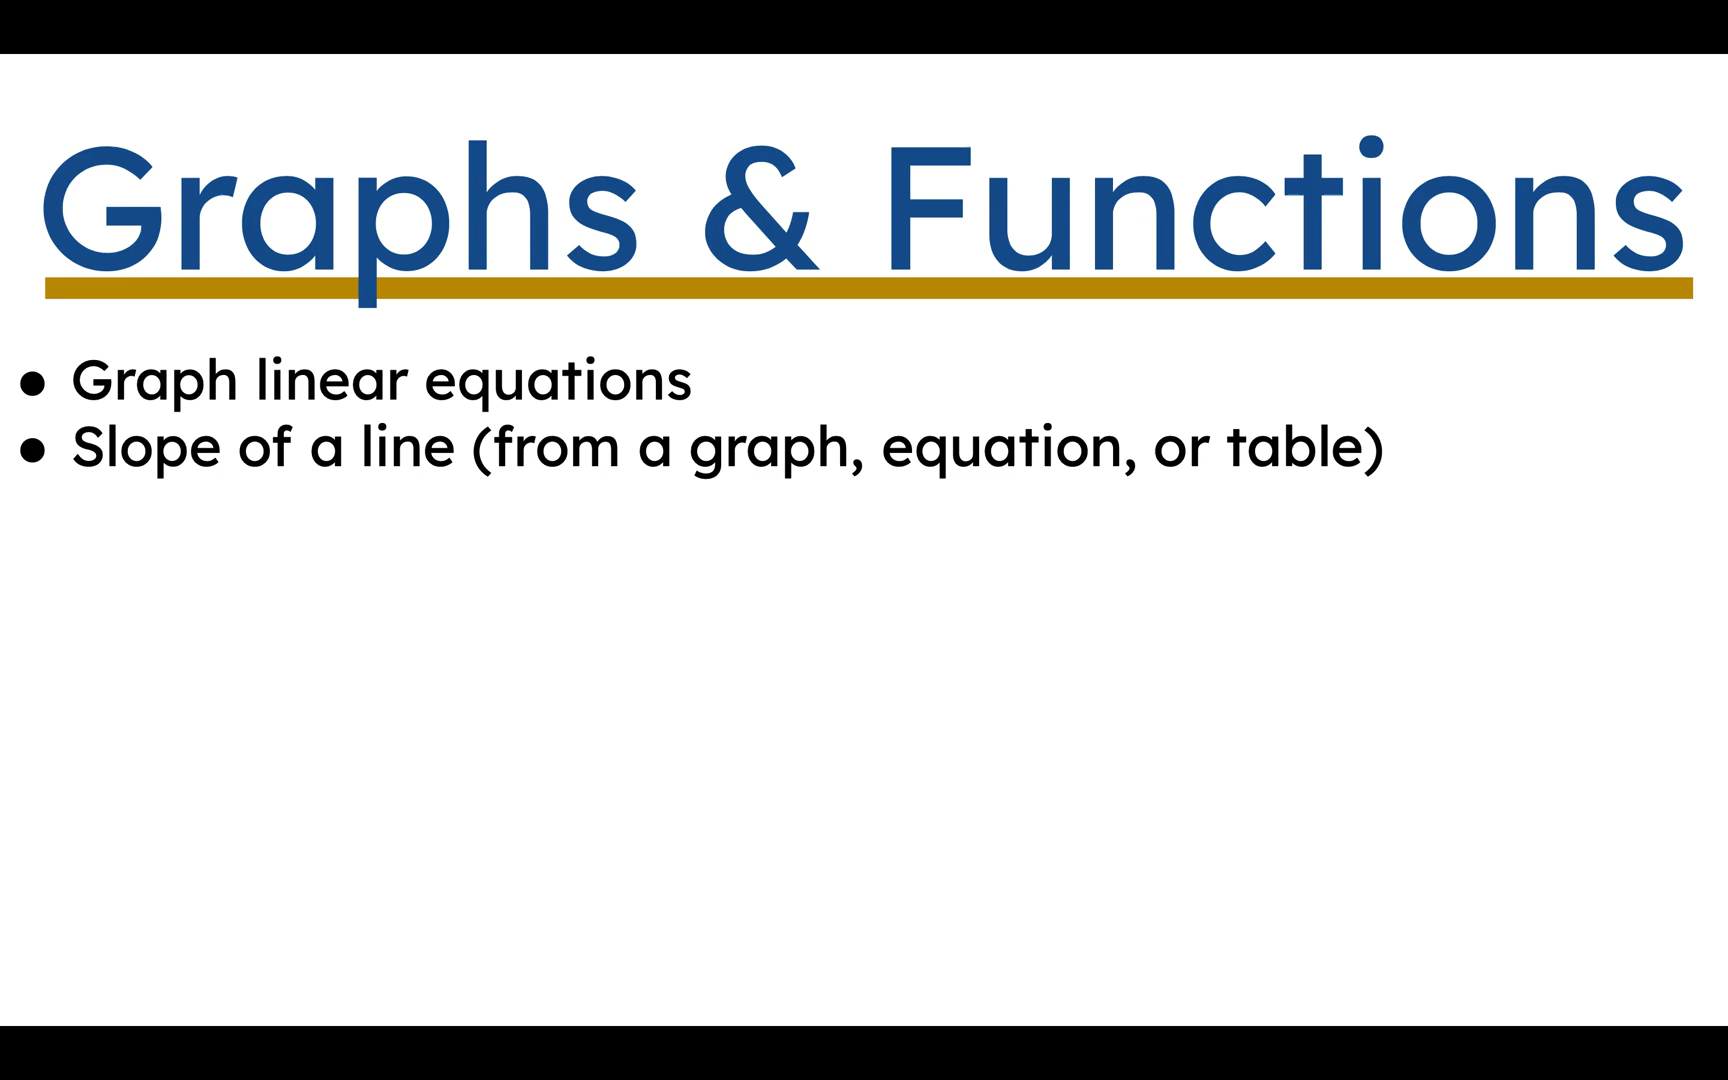 Graphs & Functions
● Graph linear equations
● Slope of a line (from a graph, equation, or table)